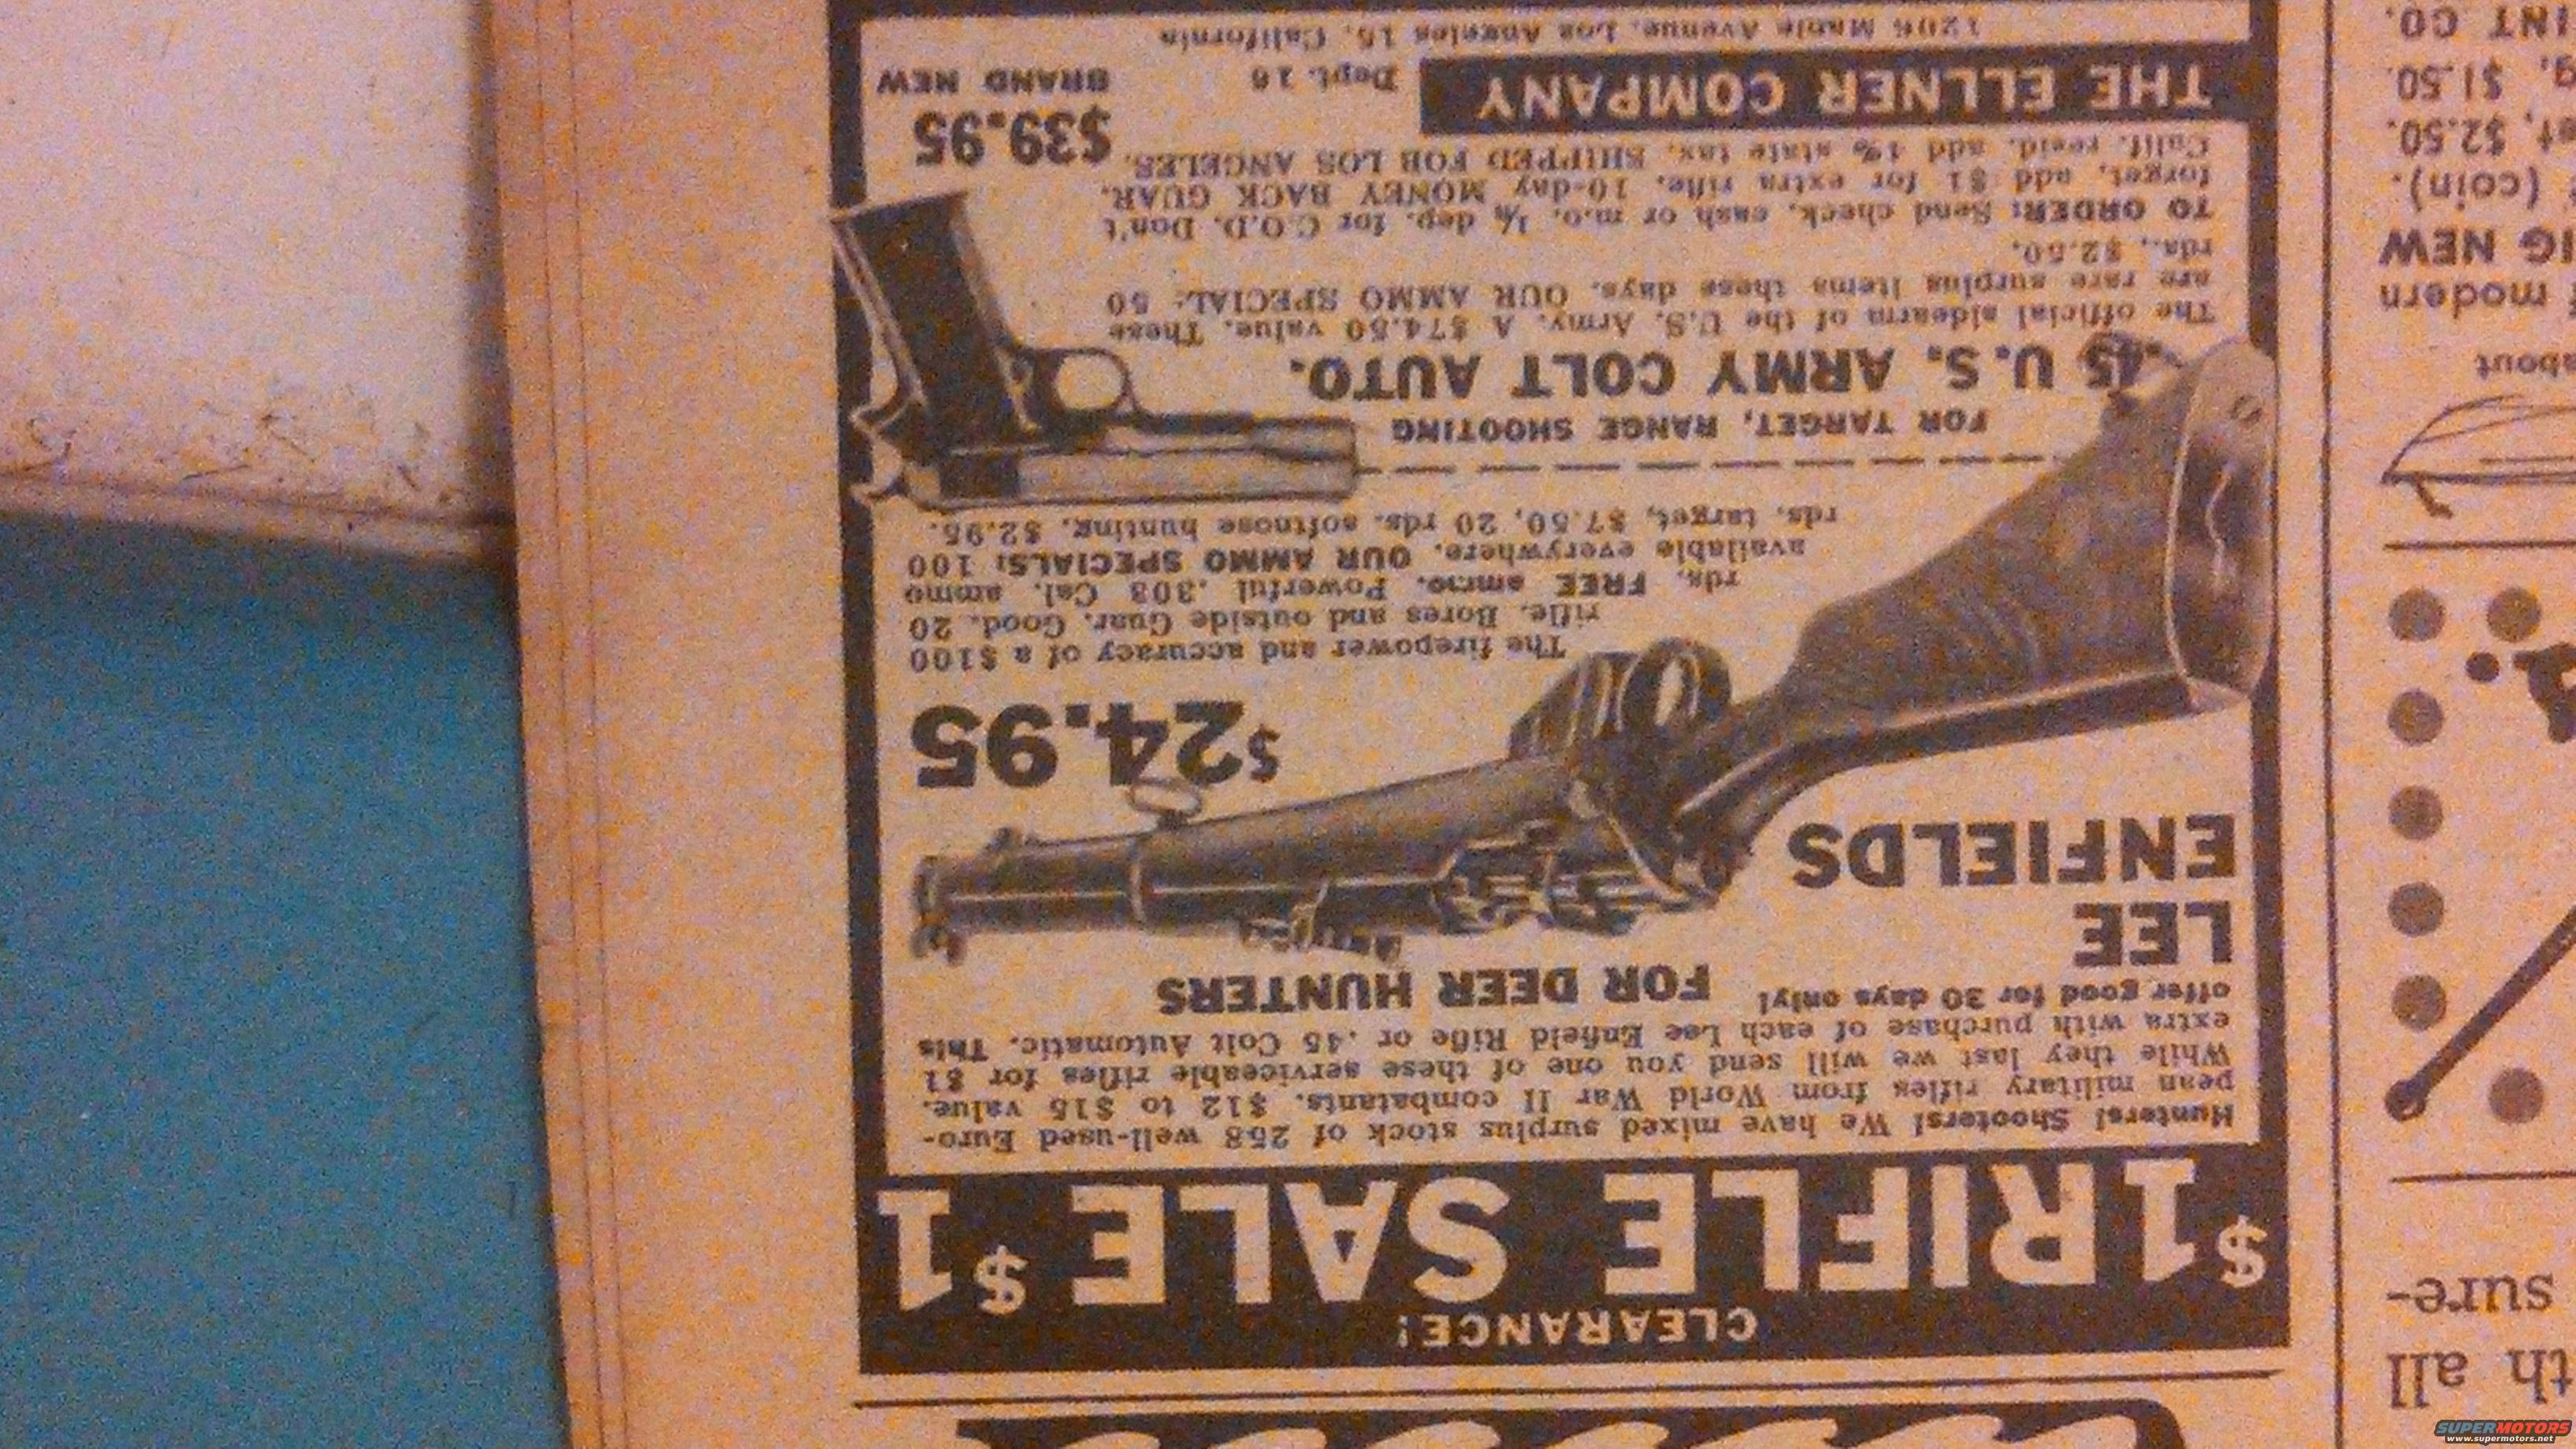 CLEARANCE!
$1 RIFLE SALE $1
Hunters! Shooters! We have mixed surplus stock of 258 well-used Euro-
pean military rifles from World War II combatants. $12 to $15 value.
While they last we will send you one of these serviceable rifles for $1
extra with purchase of each Lee Enfield Rifle or .45 Colt Automatic. This
offer good for 30 days only!
FOR DEER HUNTERS
LEE
ENFIELDS
$24.95
The firepower and accuracy of a $100
rifle. Bores and outside Guar. Good. 20
rds. FREE ammo. Powerful .303 Cal. ammo
available everywhere. OUR AMMO SPECIALS: 100
rds. target, $7.50, 20 rds. softnose hunting, $2.95.
FOR TARGET, RANGE SHOOTING
.45 U.S. ARMY COLT AUTO.
The official sidearm of the U.S. Army. A $74.50 value. These
are rare surplus items these days. OUR AMMO SPECIAL: 50
rds., $2.50.
TO ORDER: Send check, cash or m.o. ⅓ dep. for C.O.D. Don't
forget, add $1 for extra rifle. 10-day MONEY BACK GUAR.
Calif. resid. add 4% state tax. SHIPPED FOB LOS ANGELES.
$39.95
BRAND NEW
THE ELLNER COMPANY Dept. 16
1206 Maple Avenue, Los Angeles 15, California
th all
sure-
about
modern
NEW
(coin).
$2.50.
$1.50.
INT CO.
SUPERMOTORS
www.supermotors.net